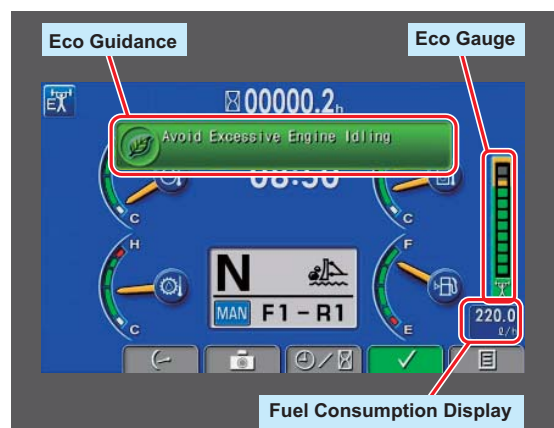 Eco Guidance
Eco Gauge
E
00000.2h
Avoid Excessive Engine Idling
C
C
H
F
N
MAN F1-R1
C
E
220.0
ℓ/h
Fuel Consumption Display